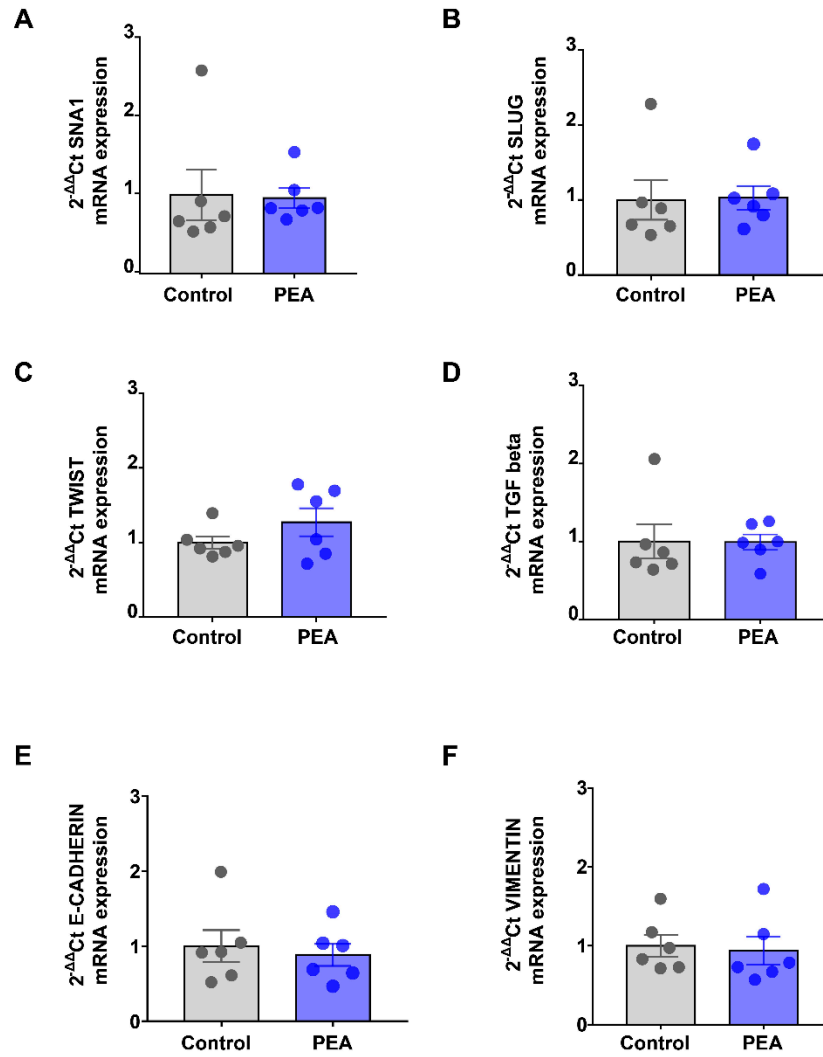 A
2-ΔΔCt SNA1
mRNA expression
3
2
1
0
Control PEA
B
2-ΔΔCt SLUG
mRNA expression
3
2
1
0
Control PEA
C
2-ΔΔCt TWIST
mRNA expression
3
2
1
0
Control PEA
D
2-ΔΔCt TGF beta
mRNA expression
3
2
1
0
Control PEA
E
2-ΔΔCt E-CADHERIN
mRNA expression
3
2
1
0
Control PEA
F
2-ΔΔCt VIMENTIN
mRNA expression
3
2
1
0
Control PEA